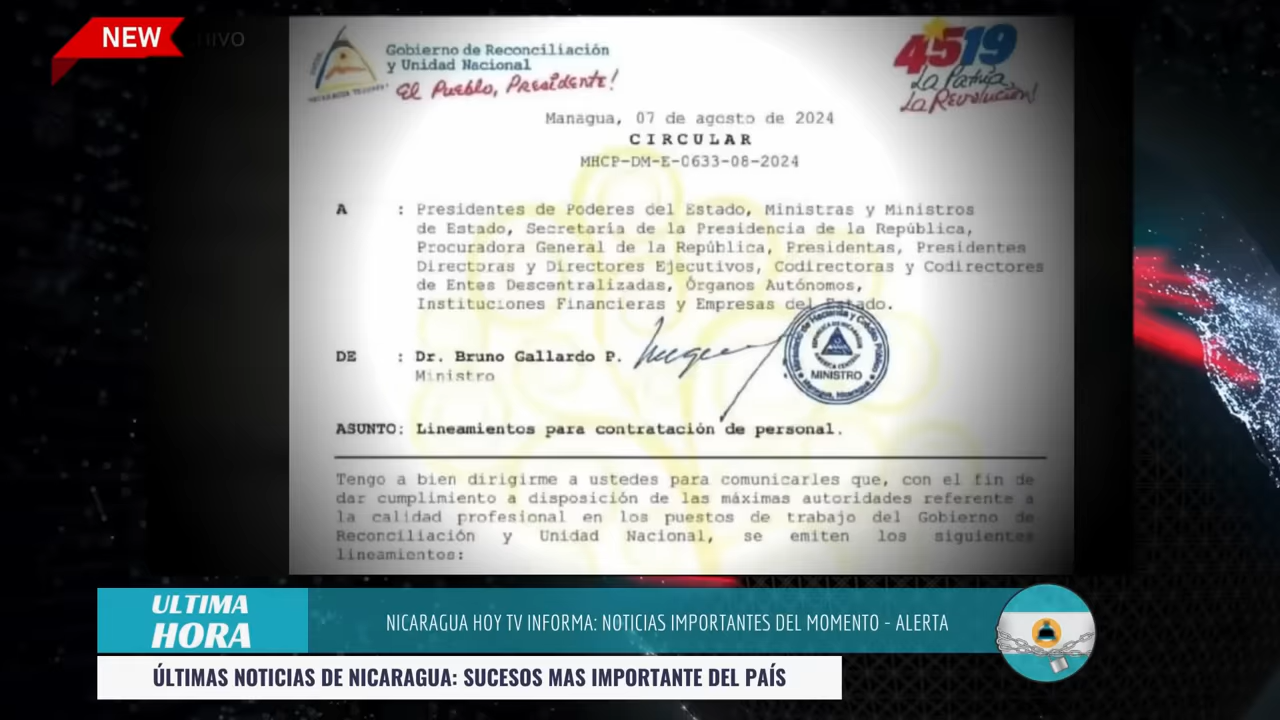 NEW
HIVO
Gobierno de Reconciliación
y Unidad Nacional
El Pueblo, Presidente!
4519
La Patria,
La Revolución!
Managua, 07 de agosto de 2024
CIRCULAR
MHCP-DM-E-0633-08-2024
A : Presidentes de Poderes del Estado, Ministras y Ministros
de Estado, Secretaria de la Presidencia de la República,
Procuradora General de la República, Presidentas, Presidentes
Directoras y Directores Ejecutivos, Codirectoras y Codirectores
de Entes Descentralizadas, Órganos Autónomos,
Instituciones Financieras y Empresas del Estado.
DE : Dr. Bruno Gallardo P.
Ministro
Ministerio de Hacienda y Crédito Público
MINISTRO
ASUNTO: Lineamientos para contratación de personal.
Tengo a bien dirigirme a ustedes para comunicarles que, con el fin de
dar cumplimiento a disposición de las máximas autoridades referente a
la calidad profesional en los puestos de trabajo del Gobierno de
Reconciliación y Unidad Nacional, se emiten los siguientes
lineamientos:
ULTIMA
HORA
NICARAGUA HOY TV INFORMA: NOTICIAS IMPORTANTES DEL MOMENTO - ALERTA
ÚLTIMAS NOTICIAS DE NICARAGUA: SUCESOS MAS IMPORTANTE DEL PAÍS